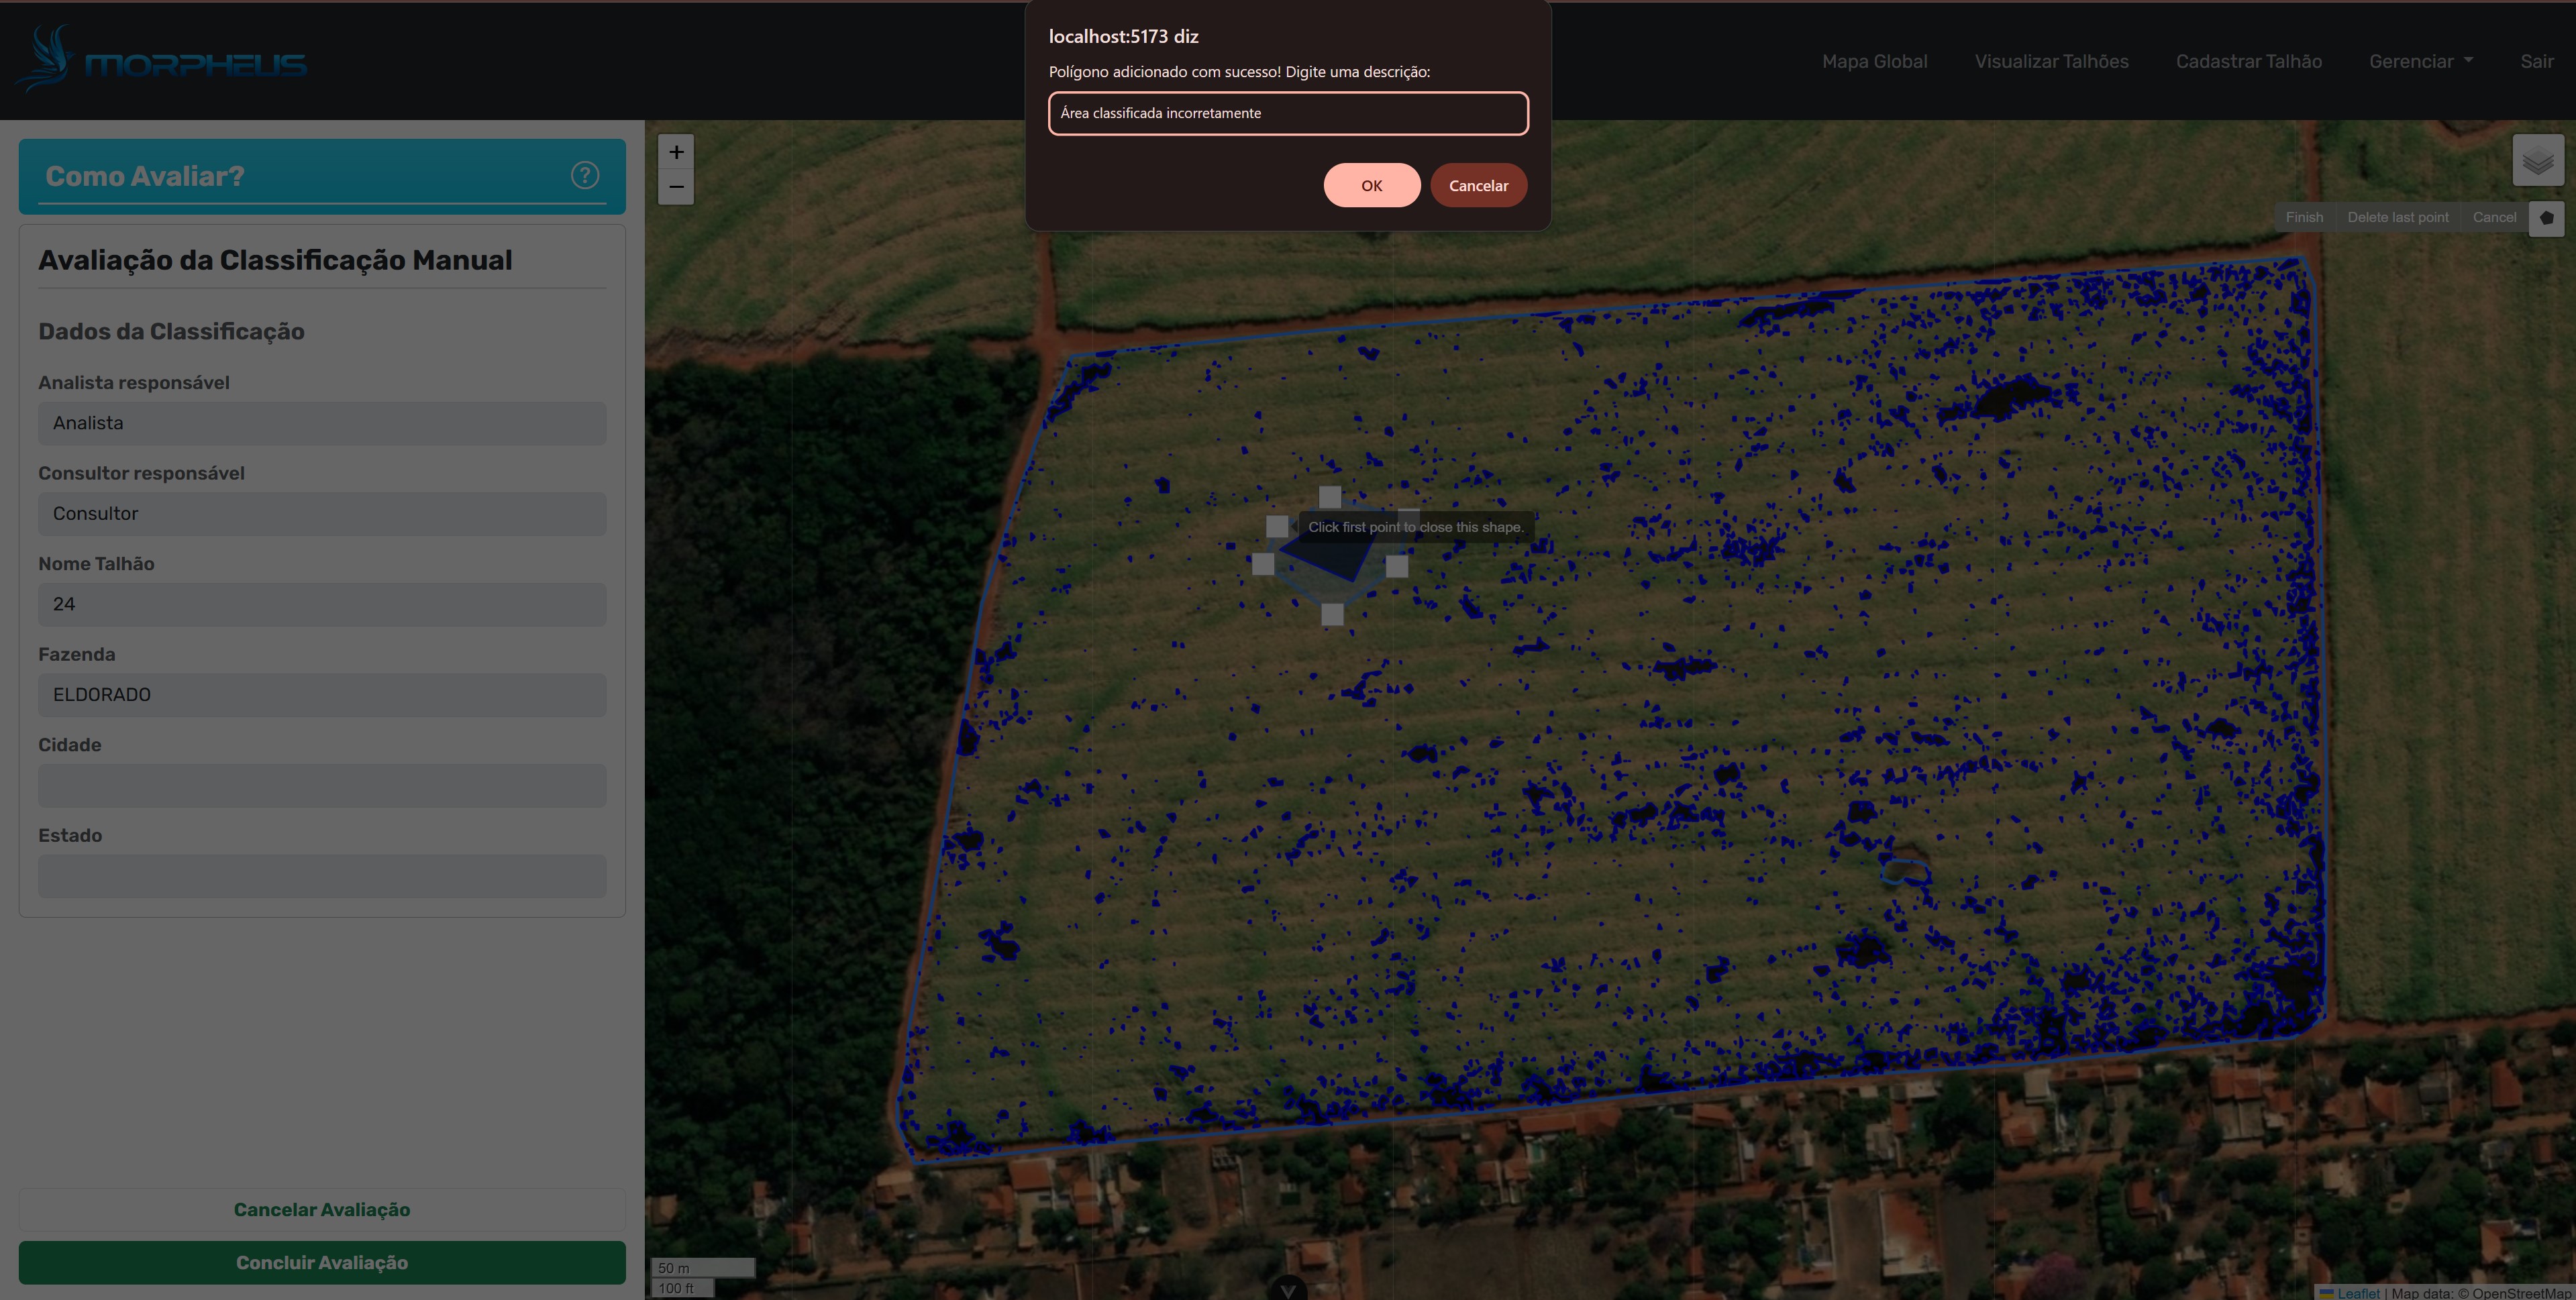 localhost:5173 diz
Polígono adicionado com sucesso! Digite uma descrição:
Área classificada incorretamente
OK
Cancelar
MORPHEUS
Mapa Global
Visualizar Talhões
Cadastrar Talhão
Gerenciar
Sair
Como Avaliar?
?
Avaliação da Classificação Manual
Dados da Classificação
Analista responsável
Analista
Consultor responsável
Consultor
Nome Talhão
24
Fazenda
ELDORADO
Cidade
Estado
Cancelar Avaliação
Concluir Avaliação
+
−
Finish
Delete last point
Cancel
Click first point to close this shape.
50 m
100 ft
V
Leaflet | Map data: © OpenStreetMap